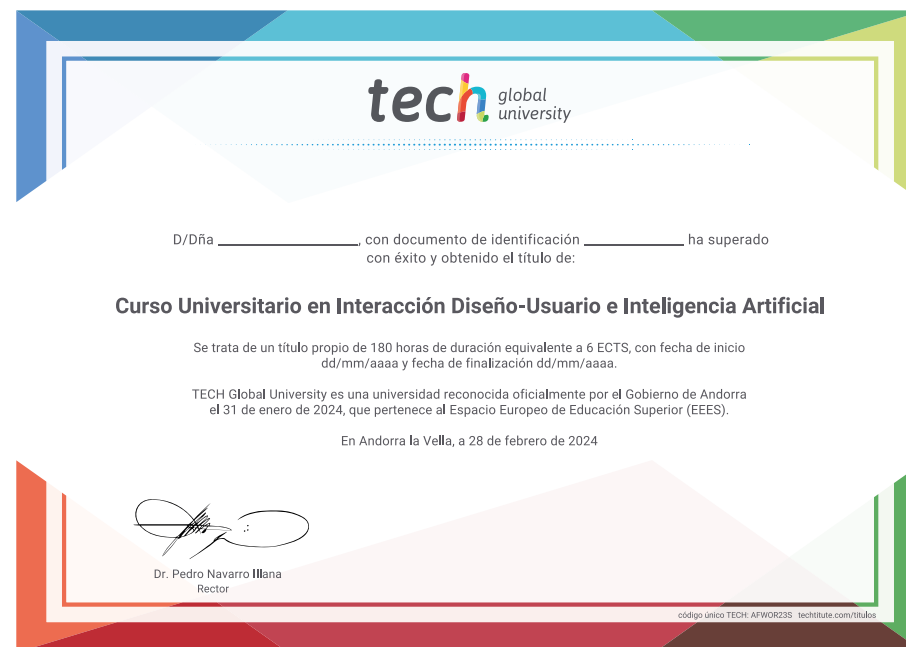 tech global university
D/Dña ____________, con documento de identificación ____________ ha superado
con éxito y obtenido el título de:
Curso Universitario en Interacción Diseño-Usuario e Inteligencia Artificial
Se trata de un título propio de 180 horas de duración equivalente a 6 ECTS, con fecha de inicio
dd/mm/aaaa y fecha de finalización dd/mm/aaaa.
TECH Global University es una universidad reconocida oficialmente por el Gobierno de Andorra
el 31 de enero de 2024, que pertenece al Espacio Europeo de Educación Superior (EEES).
En Andorra la Vella, a 28 de febrero de 2024
Dr. Pedro Navarro Illana
Rector
código único TECH: AFWOR23S techtitute.com/titulos